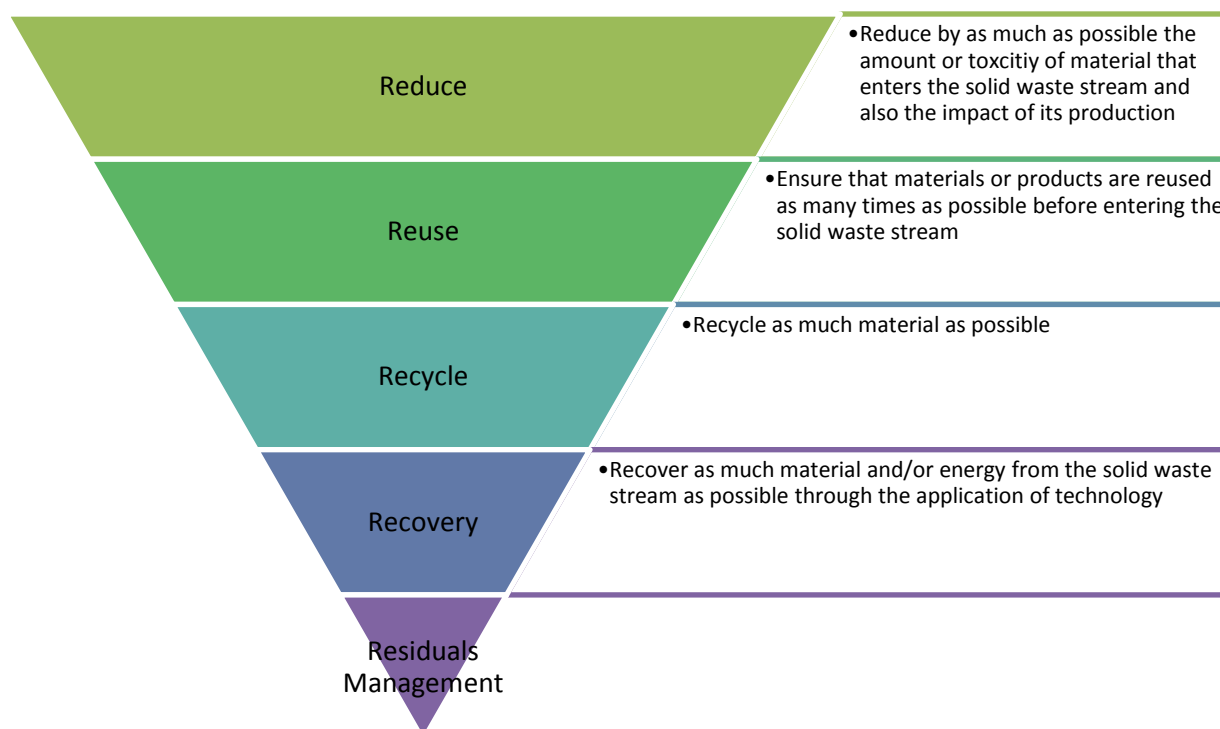 Reduce
•Reduce by as much as possible the
amount or toxcitiy of material that
enters the solid waste stream and
also the impact of its production
Reuse
•Ensure that materials or products are reused
as many times as possible before entering the
solid waste stream
Recycle
•Recycle as much material as possible
Recovery
•Recover as much material and/or energy from the solid waste
stream as possible through the application of technology
Residuals
Management